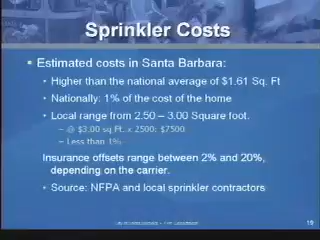 Sprinkler Costs
Estimated costs in Santa Barbara:
Higher than the national average of $1.61 Sq. Ft
Nationally: 1% of the cost of the home
Local range from 2.50 – 3.00 Square foot.
– @ $3.00 sq Ft. x 2500: $7500
– Less than 1%
Insurance offsets range between 2% and 20%,
depending on the carrier.
Source: NFPA and local sprinkler contractors
19